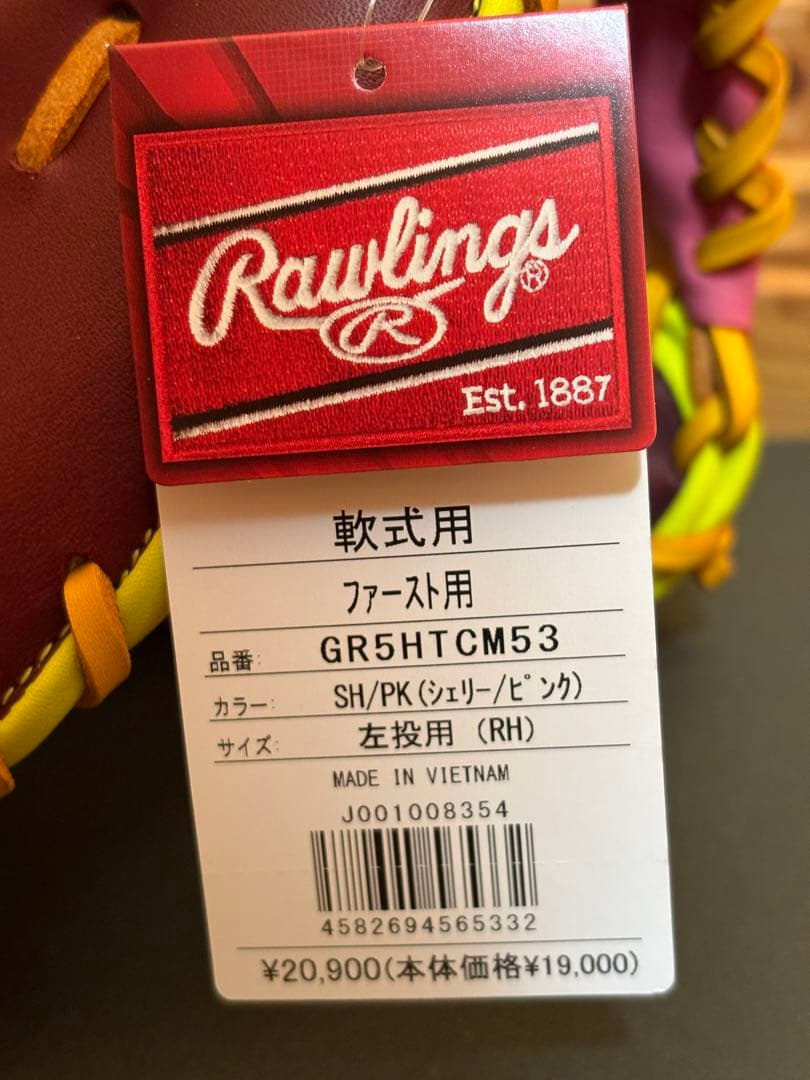 Rawlings®
R
Est. 1887
軟式用
ファースト用
品番: GR5HTCM53
カラー: SH/PK(シェリー/ピンク)
サイズ: 左投用 (RH)
MADE IN VIETNAM
J001008354
4582694565332
¥20,900(本体価格¥19,000)